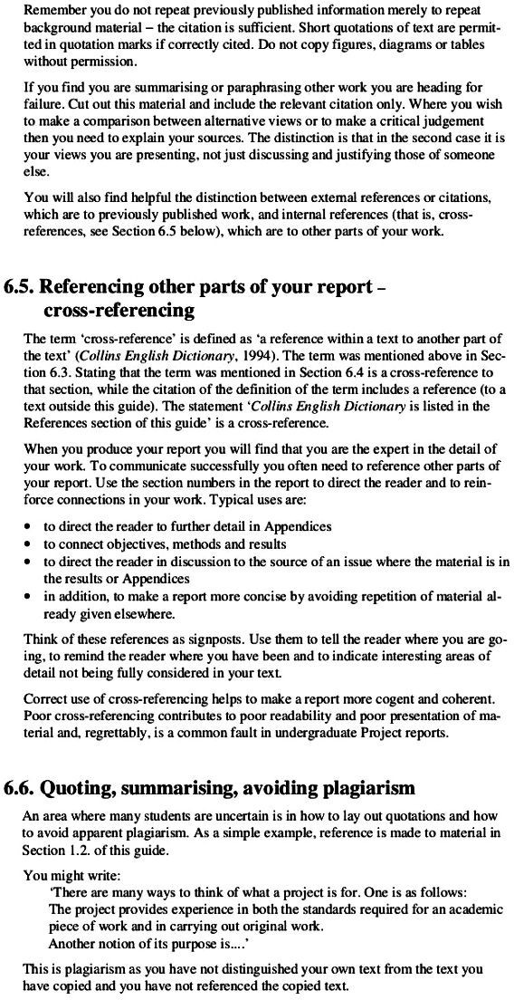 Remember you do not repeat previously published information merely to repeat
background material – the citation is sufficient. Short quotations of text are permit-
ted in quotation marks if correctly cited. Do not copy figures, diagrams or tables
without permission.
If you find you are summarising or paraphrasing other work you are heading for
failure. Cut out this material and include the relevant citation only. Where you wish
to make a comparison between alternative views or to make a critical judgement
then you need to explain your sources. The distinction is that in the second case it is
your views you are presenting, not just discussing and justifying those of someone
else.
You will also find helpful the distinction between external references or citations,
which are to previously published work, and internal references (that is, cross-
references, see Section 6.5 below), which are to other parts of your work.
6.5. Referencing other parts of your report –
cross-referencing
The term ‘cross-reference’ is defined as ‘a reference within a text to another part of
the text’ (Collins English Dictionary, 1994). The term was mentioned above in Sec-
tion 6.3. Stating that the term was mentioned in Section 6.4 is a cross-reference to
that section, while the citation of the definition of the term includes a reference (to a
text outside this guide). The statement ‘Collins English Dictionary is listed in the
References section of this guide’ is a cross-reference.
When you produce your report you will find that you are the expert in the detail of
your work. To communicate successfully you often need to reference other parts of
your report. Use the section numbers in the report to direct the reader and to rein-
force connections in your work. Typical uses are:
• to direct the reader to further detail in Appendices
• to connect objectives, methods and results
• to direct the reader in discussion to the source of an issue where the material is in
the results or Appendices
• in addition, to make a report more concise by avoiding repetition of material al-
ready given elsewhere.
Think of these references as signposts. Use them to tell the reader where you are go-
ing, to remind the reader where you have been and to indicate interesting areas of
detail not being fully considered in your text.
Correct use of cross-referencing helps to make a report more cogent and coherent.
Poor cross-referencing contributes to poor readability and poor presentation of ma-
terial and, regrettably, is a common fault in undergraduate Project reports.
6.6. Quoting, summarising, avoiding plagiarism
An area where many students are uncertain is in how to lay out quotations and how
to avoid apparent plagiarism. As a simple example, reference is made to material in
Section 1.2. of this guide.
You might write:
‘There are many ways to think of what a project is for. One is as follows:
The project provides experience in both the standards required for an academic
piece of work and in carrying out original work.
Another notion of its purpose is....’
This is plagiarism as you have not distinguished your own text from the text you
have copied and you have not referenced the copied text.